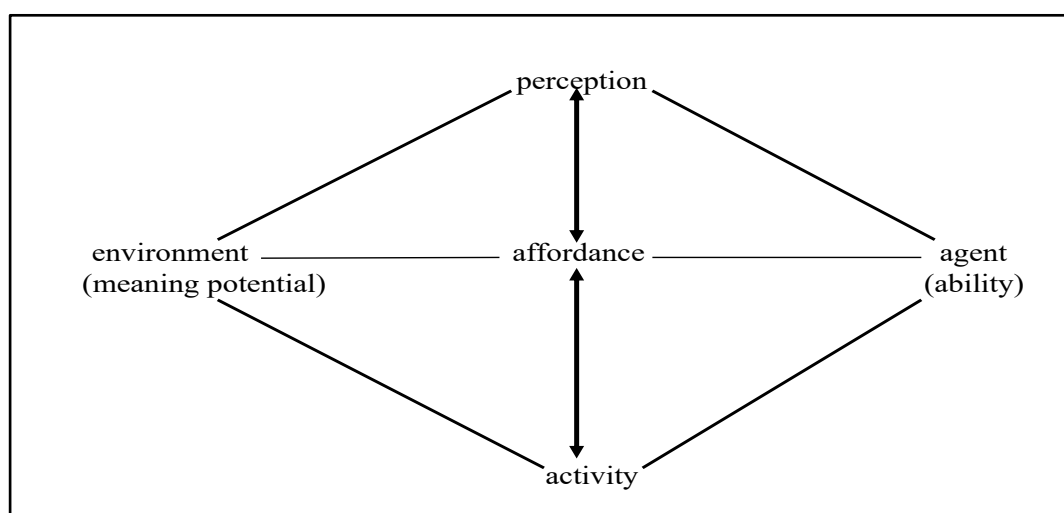 perception
environment
affordance
agent
(meaning potential)
(ability)
activity